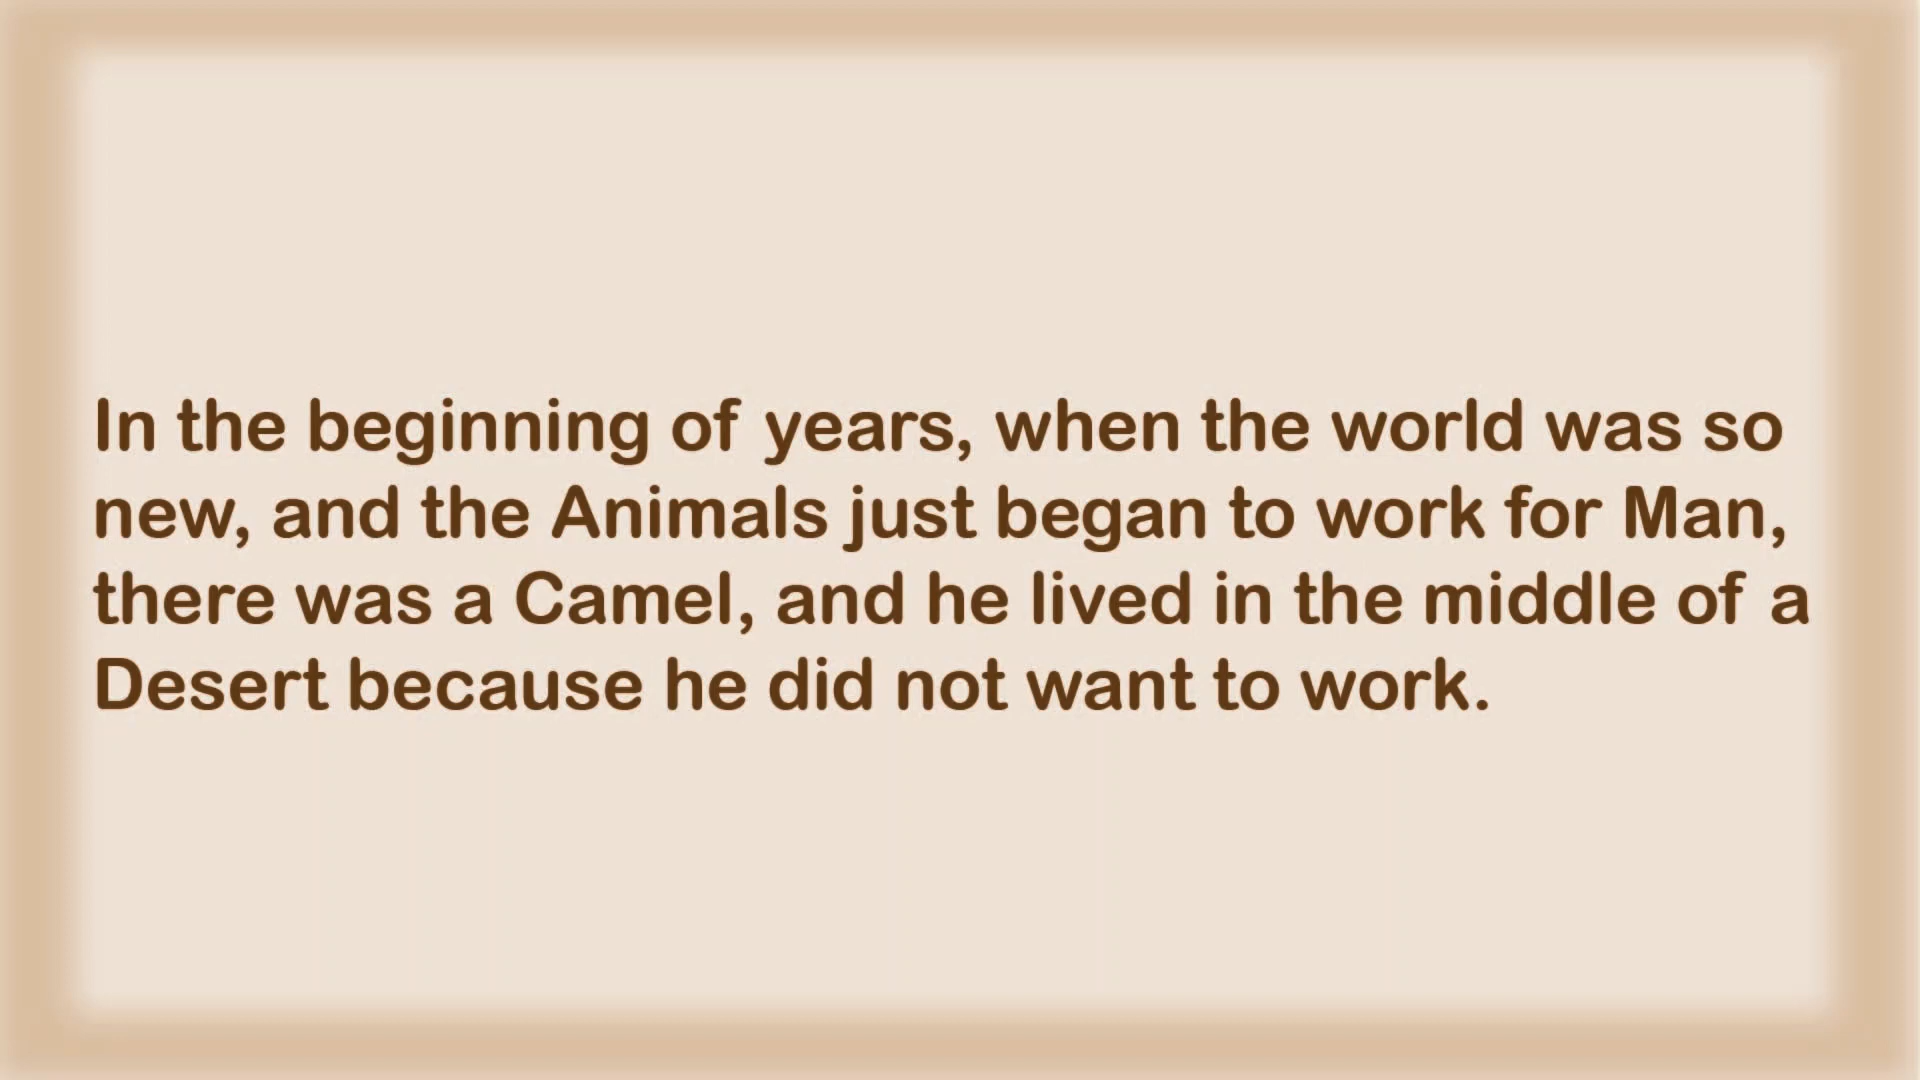 In the beginning of years, when the world was so
new, and the Animals just began to work for Man,
there was a Camel, and he lived in the middle of a
Desert because he did not want to work.